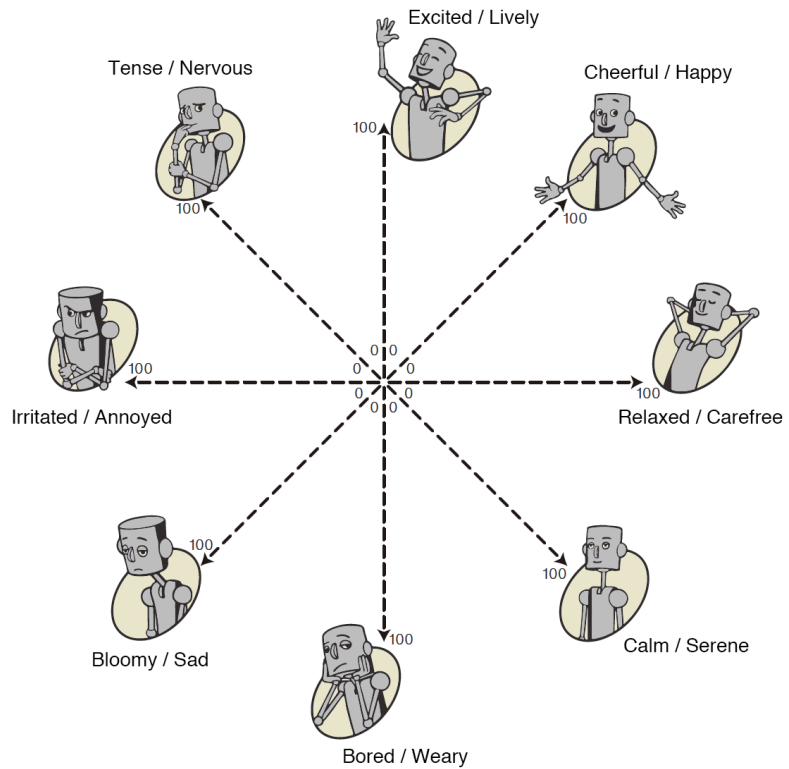 Excited / Lively
Tense / Nervous
Cheerful / Happy
100
100
100
0 0
0 0
100
100
0 0
0 0
Irritated / Annoyed
Relaxed / Carefree
100
100
Calm / Serene
Bloomy / Sad
100
Bored / Weary